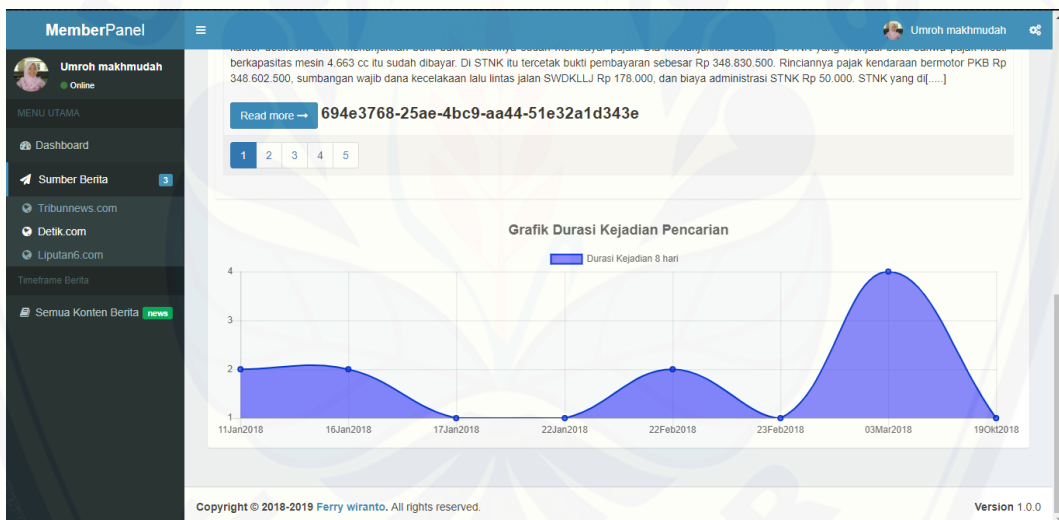 MemberPanel
Umroh makhmudah
Umroh makhmudah
Online
MENU UTAMA
Dashboard
Sumber Berita 3
Tribunnews.com
Detik.com
Liputan6.com
Timeframe Berita
Semua Konten Berita news
berkapasitas mesin 4.663 cc itu sudah dibayar. Di STNK itu tercetak bukti pembayaran sebesar Rp 348.830.500. Rinciannya pajak kendaraan bermotor PKB Rp
348.602.500, sumbangan wajib dana kecelakaan lalu lintas jalan SWDKLLJ Rp 178.000, dan biaya administrasi STNK Rp 50.000. STNK yang di[.....]
Read more → 694e3768-25ae-4bc9-aa44-51e32a1d343e
1 2 3 4 5
Grafik Durasi Kejadian Pencarian
Durasi Kejadian 8 hari
4
3
2
1
11Jan2018 16Jan2018 17Jan2018 22Jan2018 22Feb2018 23Feb2018 03Mar2018 19Okt2018
Copyright © 2018-2019 Ferry wiranto. All rights reserved.
Version 1.0.0